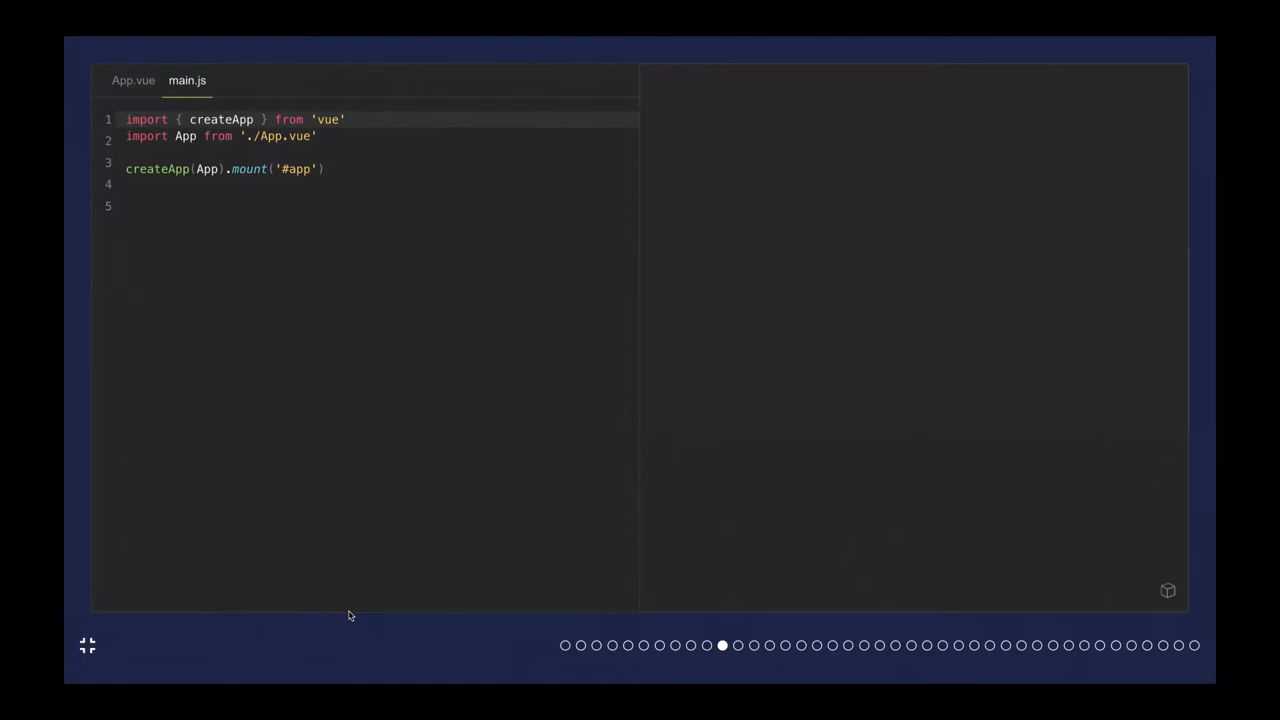 App.vue main.js
1 import { createApp } from 'vue'
2 import App from './App.vue'
3
4 createApp(App).mount('#app')
5